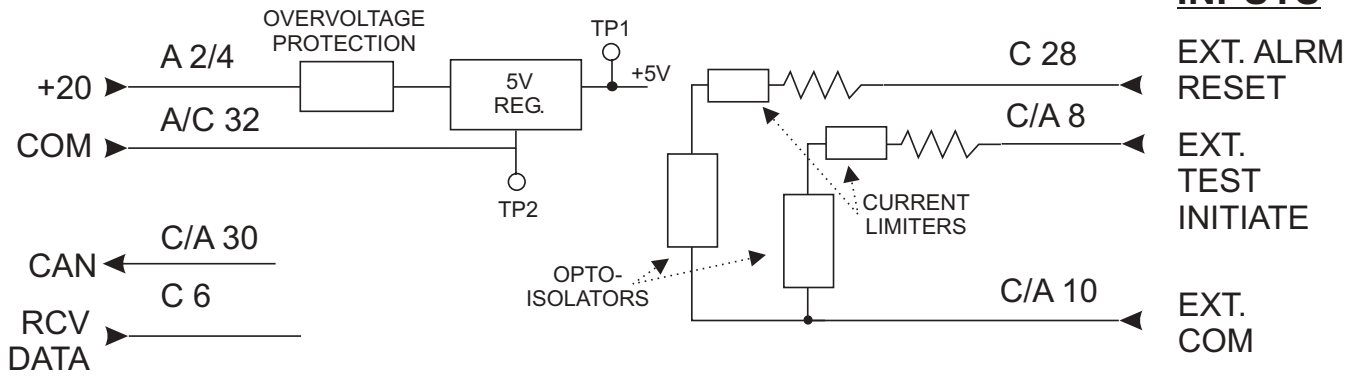 INPUTS
OVERVOLTAGE
PROTECTION
A 2/4
+20
5V
REG.
TP1
+5V
A/C 32
COM
TP2
C/A 30
CAN
C 6
RCV
DATA
C 28
EXT. ALRM
RESET
C/A 8
EXT.
TEST
INITIATE
CURRENT
LIMITERS
OPTO-
ISOLATORS
C/A 10
EXT.
COM